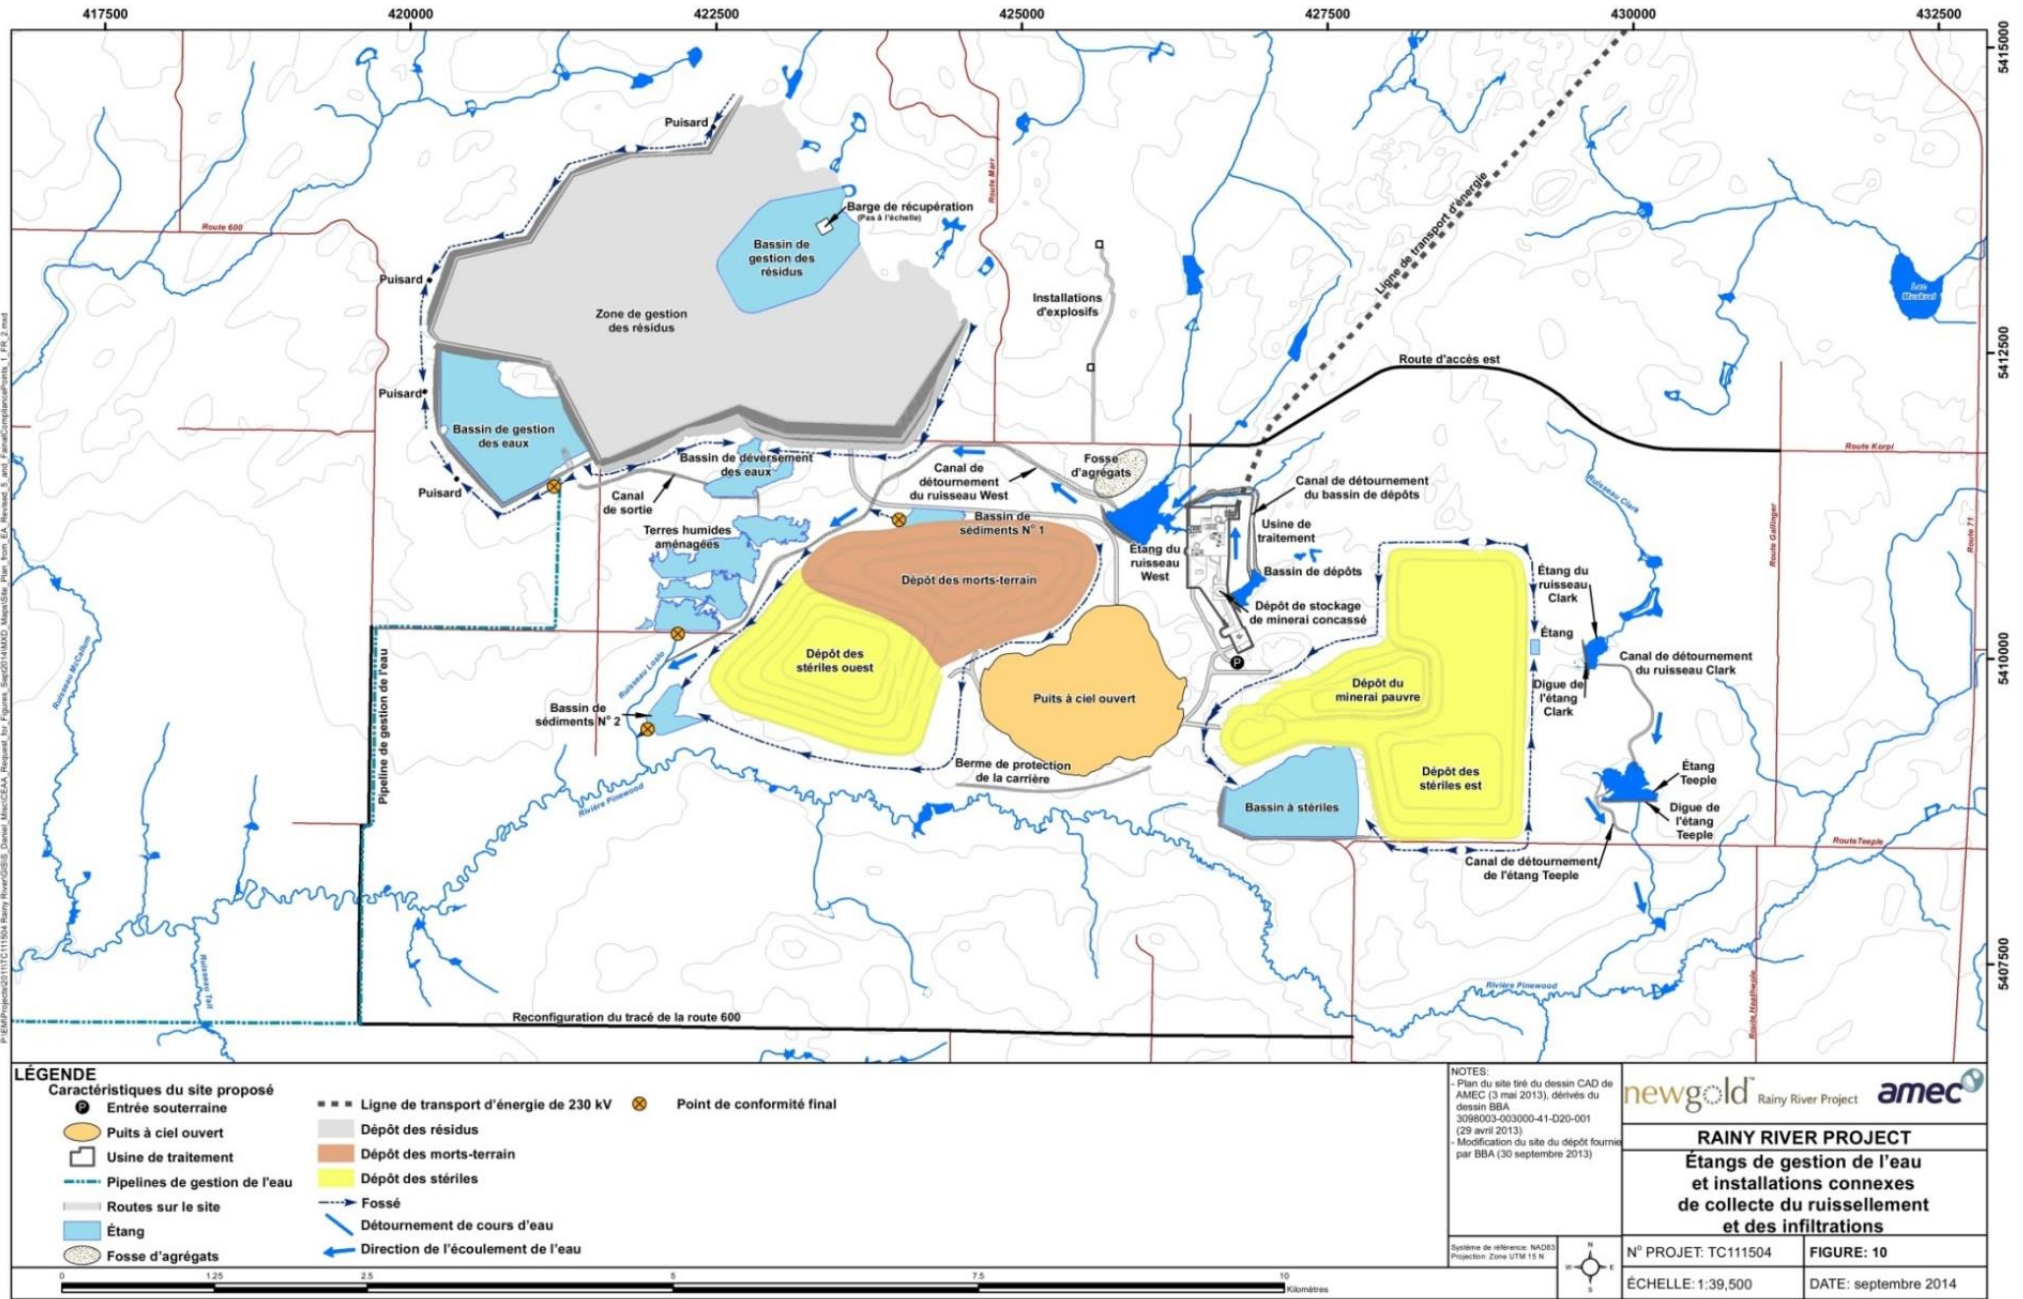 417500
420000
422500
425000
427500
430000
432500
5415000
5412500
5410000
5407500
Puisard
Route 600
Route Marr
Barge de récupération
(Pas à l'échelle)
Bassin de
gestion des
résidus
Ligne de transport d'énergie
Puisard
Zone de gestion
des résidus
Installations
d'explosifs
Lac
Muskrat
Route d'accès est
Puisard
Bassin de gestion
des eaux
Route Korpi
Bassin de déversement
des eaux
Fosse
d'agrégats
Canal de
détournement
du ruisseau West
Canal de détournement
du bassin de dépôts
Puisard
Canal
de sortie
Ruisseau Clark
Route Gallinger
Route 71
Terres humides
aménagées
Bassin de
sédiments N° 1
Usine de
traitement
Étang du
ruisseau
West
Bassin de dépôts
Dépôt des morts-terrain
Étang du
ruisseau
Clark
Dépôt de stockage
de minerai concassé
Étang
Ruisseau McCallum
Pipeline de gestion de l'eau
Ruisseau Loslo
Dépôt des
stériles ouest
P
Canal de détournement
du ruisseau Clark
Dépôt du
minerai pauvre
Puits à ciel ouvert
Digue de
l'étang
Clark
Bassin de
sédiments N° 2
Berme de protection
de la carrière
Étang
Teeple
Dépôt des
stériles est
Rivière Pinewood
Bassin à stériles
Digue de
l'étang
Teeple
Route Teeple
Canal de détournement
de l'étang Teeple
Ruisseau Tait
Rivière Pinewood
Reconfiguration du tracé de la route 600
LÉGENDE
Caractéristiques du site proposé
P Entrée souterraine
Puits à ciel ouvert
Usine de traitement
Pipelines de gestion de l'eau
Routes sur le site
Étang
Fosse d'agrégats
Ligne de transport d'énergie de 230 kV
Dépôt des résidus
Dépôt des morts-terrain
Dépôt des stériles
Fossé
Détournement de cours d'eau
Direction de l'écoulement de l'eau
Point de conformité final
0 1.25 2.5 5 7.5 10
Kilomètres
NOTES:
- Plan du site tiré du dessin CAD de
AMEC (3 mai 2013), dérivés du
dessin BBA
3098003-003000-41-D20-001
(29 avril 2013)
- Modification du site du dépôt fournie
par BBA (30 septembre 2013)
Système de référence: NAD83
Projection: Zone UTM 15 N
N
W E
S
newgold™ Rainy River Project
amec
RAINY RIVER PROJECT
Étangs de gestion de l'eau
et installations connexes
de collecte du ruissellement
et des infiltrations
N° PROJET: TC111504
FIGURE: 10
ÉCHELLE: 1:39,500
DATE: septembre 2014